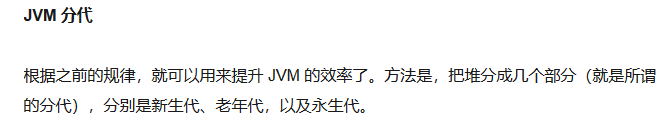 JVM 分代
根据之前的规律，就可以用来提升 JVM 的效率了。方法是，把堆分成几个部分（就是所谓
的分代），分别是新生代、老年代，以及永生代。